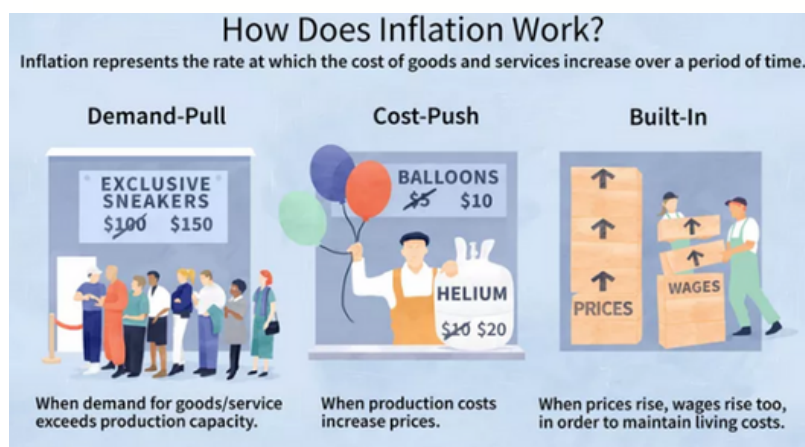 How Does Inflation Work?
Inflation represents the rate at which the cost of goods and services increase over a period of time.
Demand-Pull
EXCLUSIVE
SNEAKERS
$100 $150
When demand for goods/service
exceeds production capacity.
Cost-Push
BALLOONS
$5 $10
HELIUM
$10 $20
When production costs
increase prices.
Built-In
PRICES
WAGES
When prices rise, wages rise too,
in order to maintain living costs.